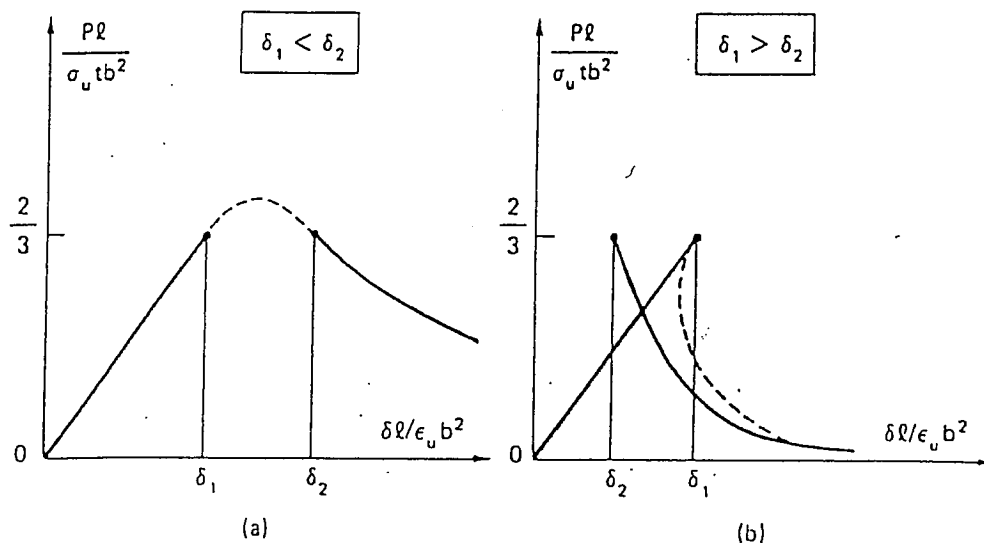 Pℓ
σ_u tb²
δ₁ < δ₂
2
3
0
δ₁
δ₂
δℓ/ϵ_u b²
(a)
Pℓ
σ_u tb²
δ₁ > δ₂
2
3
0
δ₂
δ₁
δℓ/ϵ_u b²
(b)